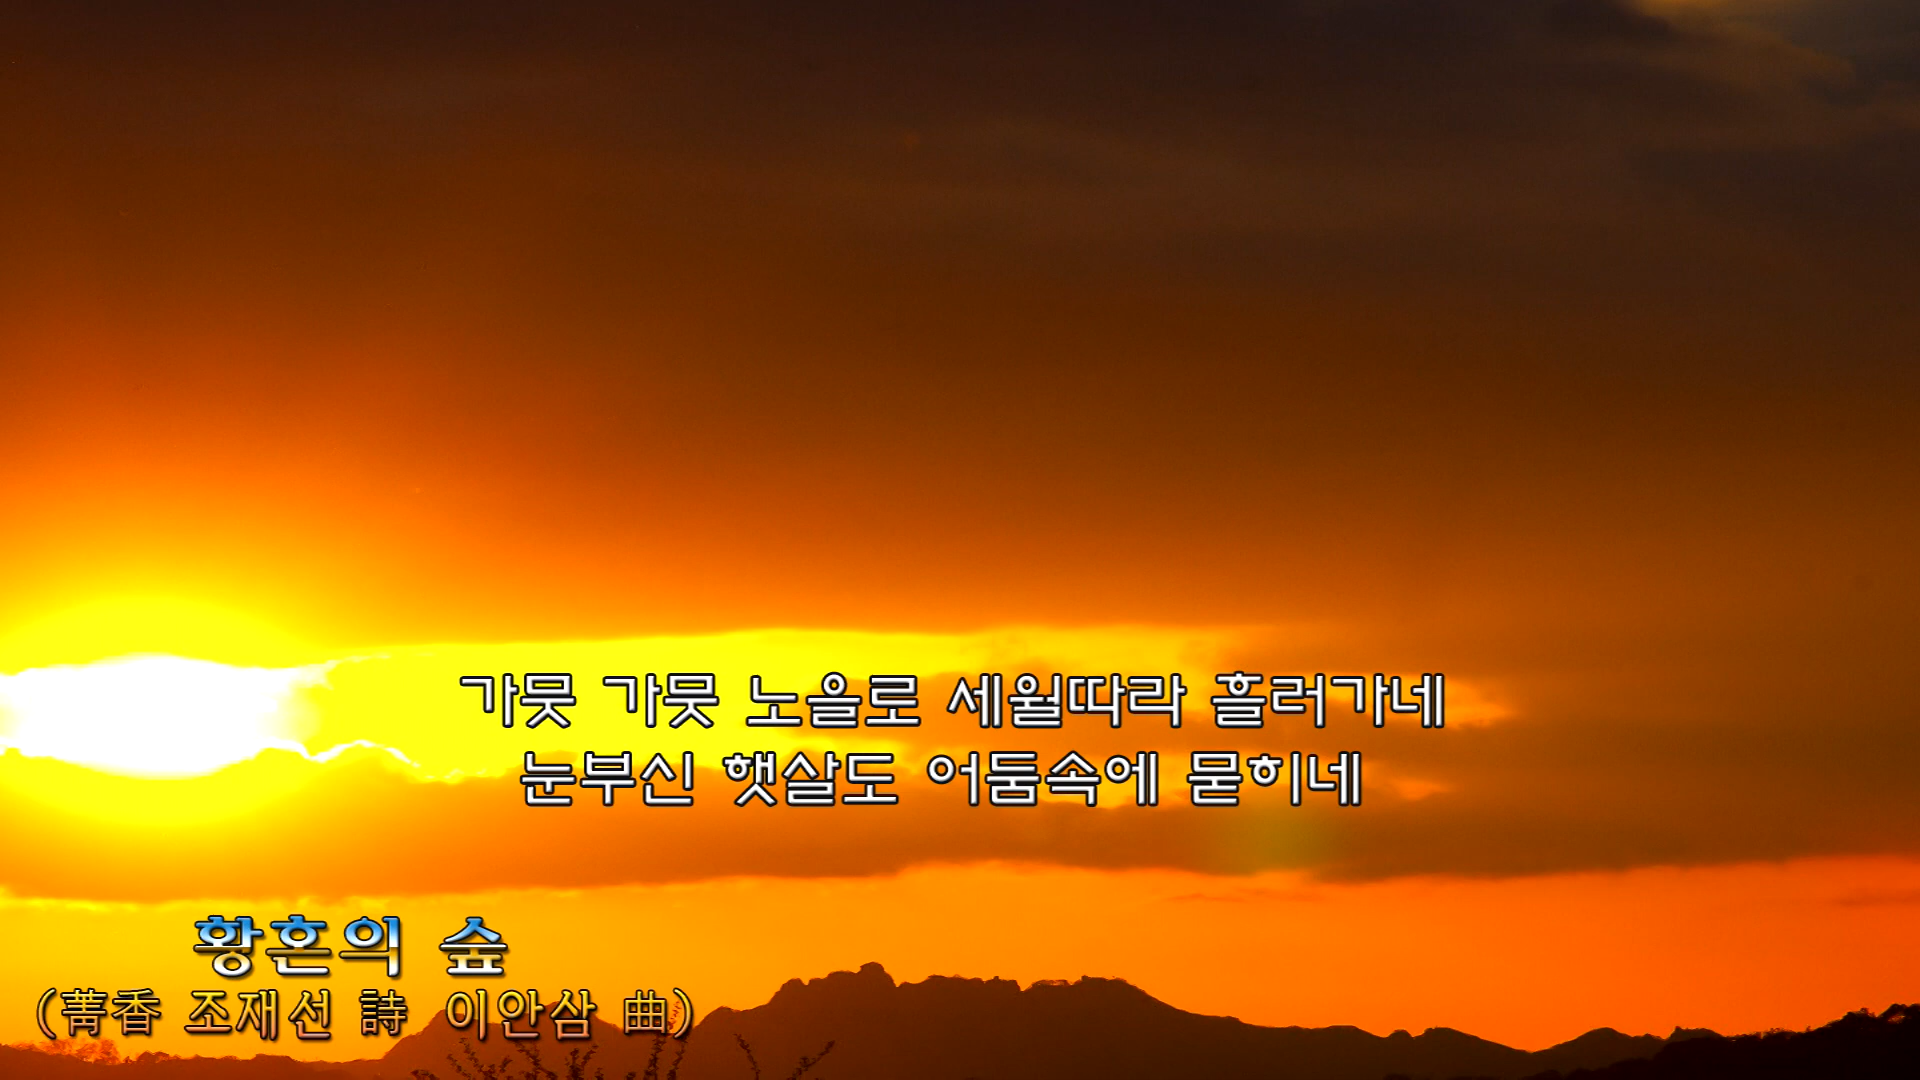 가뭇 가뭇 노을로 세월따라 흘러가네
눈부신 햇살도 어둠속에 묻히네
황혼의 숲
(菁香 조재선 詩 이안삼 曲)